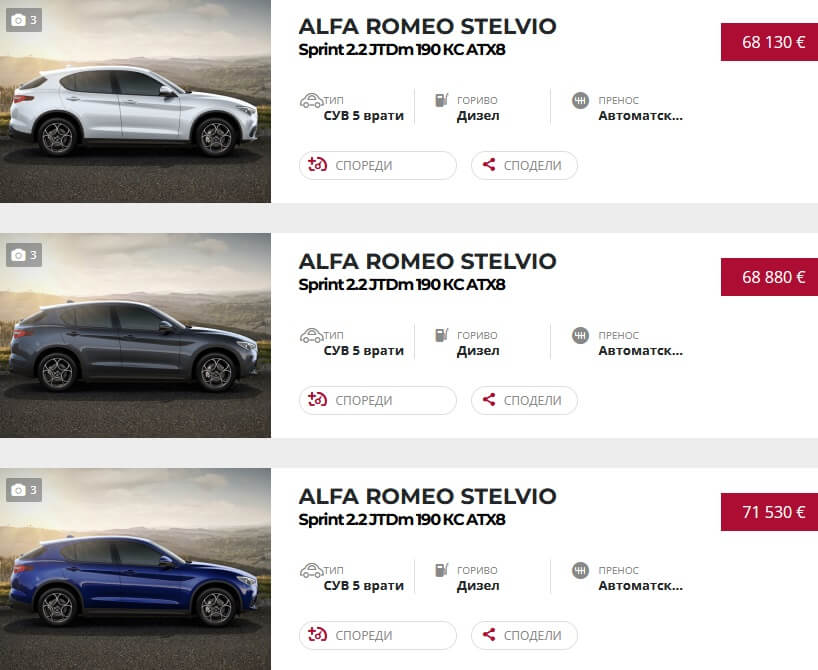 3
ALFA ROMEO STELVIO
Sprint 2.2 JTDm 190 КС ATX8
68 130 €
ТИП
СУВ 5 врати
ГОРИВО
Дизел
ПРЕНОС
Автоматск...
СПОРЕДИ
СПОДЕЛИ
3
ALFA ROMEO STELVIO
Sprint 2.2 JTDm 190 КС ATX8
68 880 €
ТИП
СУВ 5 врати
ГОРИВО
Дизел
ПРЕНОС
Автоматск...
СПОРЕДИ
СПОДЕЛИ
3
ALFA ROMEO STELVIO
Sprint 2.2 JTDm 190 КС ATX8
71 530 €
ТИП
СУВ 5 врати
ГОРИВО
Дизел
ПРЕНОС
Автоматск...
СПОРЕДИ
СПОДЕЛИ